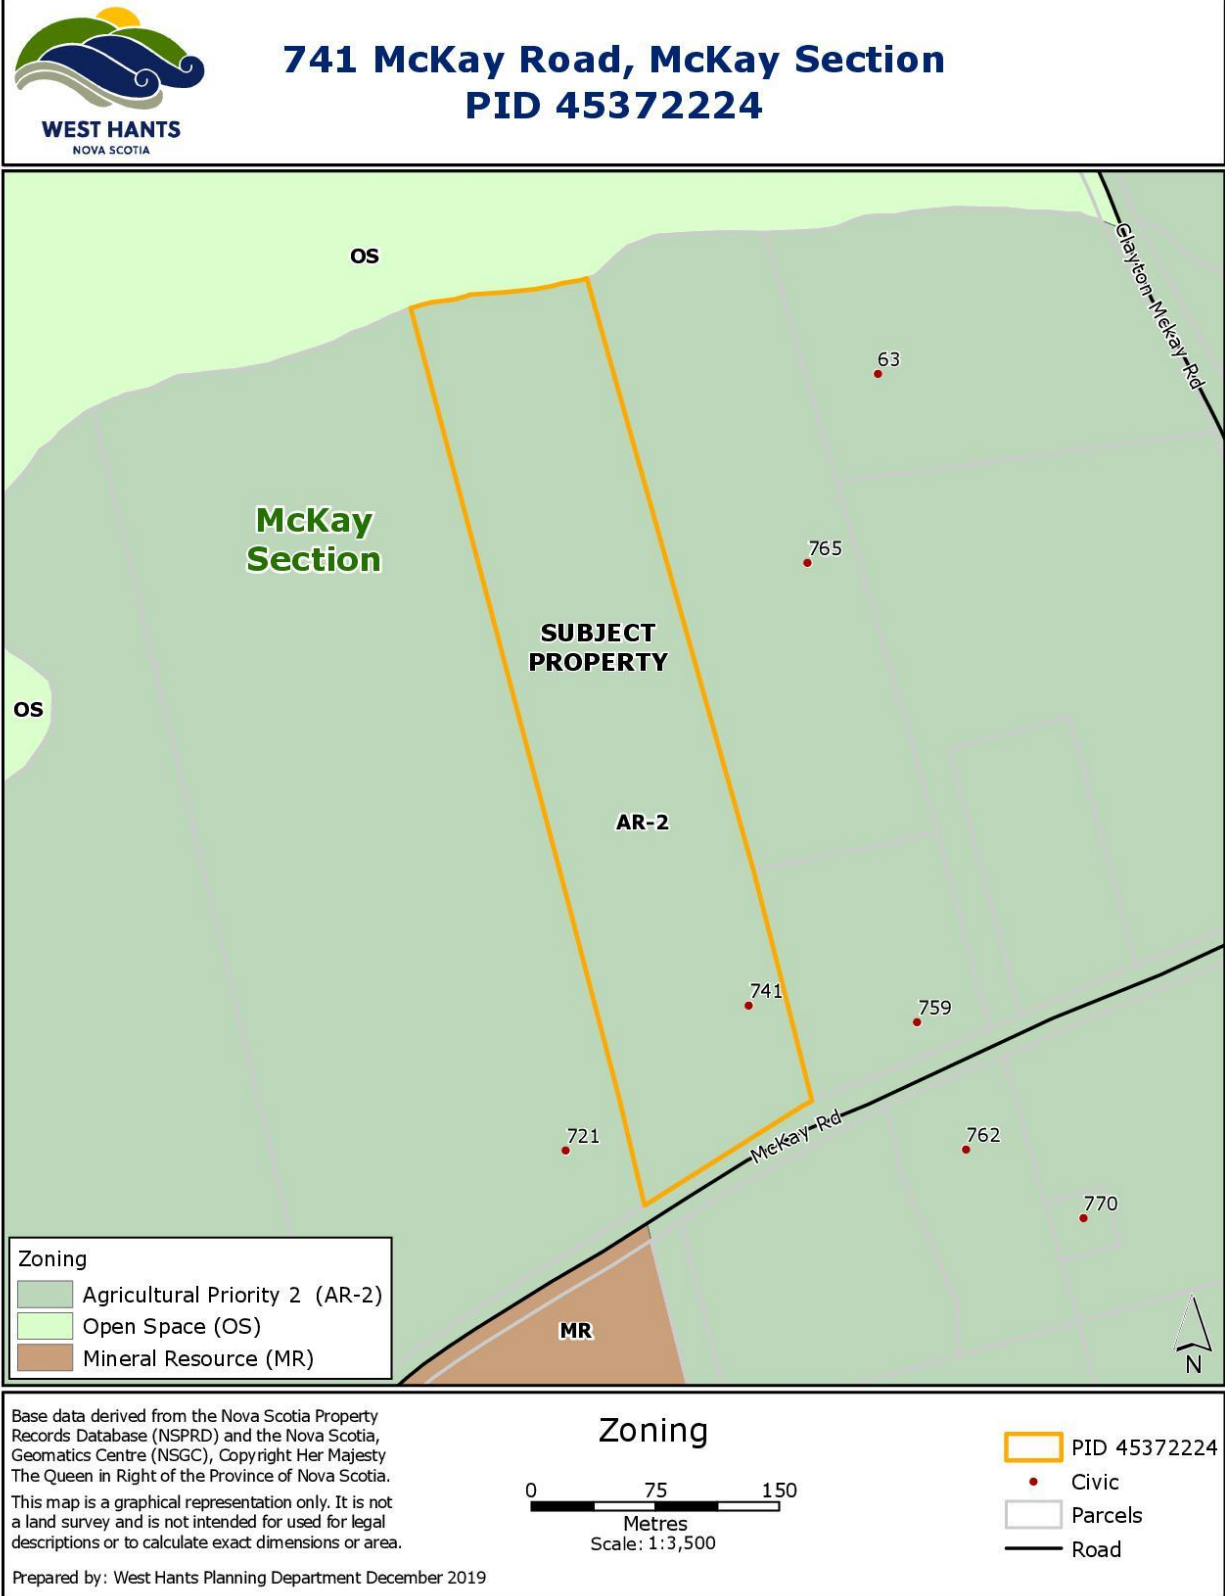 WEST HANTS
NOVA SCOTIA
741 McKay Road, McKay Section
PID 45372224
OS
Clayton McKay Rd
63
McKay
Section
765
SUBJECT
PROPERTY
OS
AR-2
741
759
McKay Rd
721
762
770
Zoning
Agricultural Priority 2 (AR-2)
Open Space (OS)
Mineral Resource (MR)
MR
N
Base data derived from the Nova Scotia Property
Records Database (NSPRD) and the Nova Scotia,
Geomatics Centre (NSGC), Copyright Her Majesty
The Queen in Right of the Province of Nova Scotia.
This map is a graphical representation only. It is not
a land survey and is not intended for used for legal
descriptions or to calculate exact dimensions or area.
Prepared by: West Hants Planning Department December 2019
Zoning
0 75 150
Metres
Scale: 1:3,500
PID 45372224
Civic
Parcels
Road